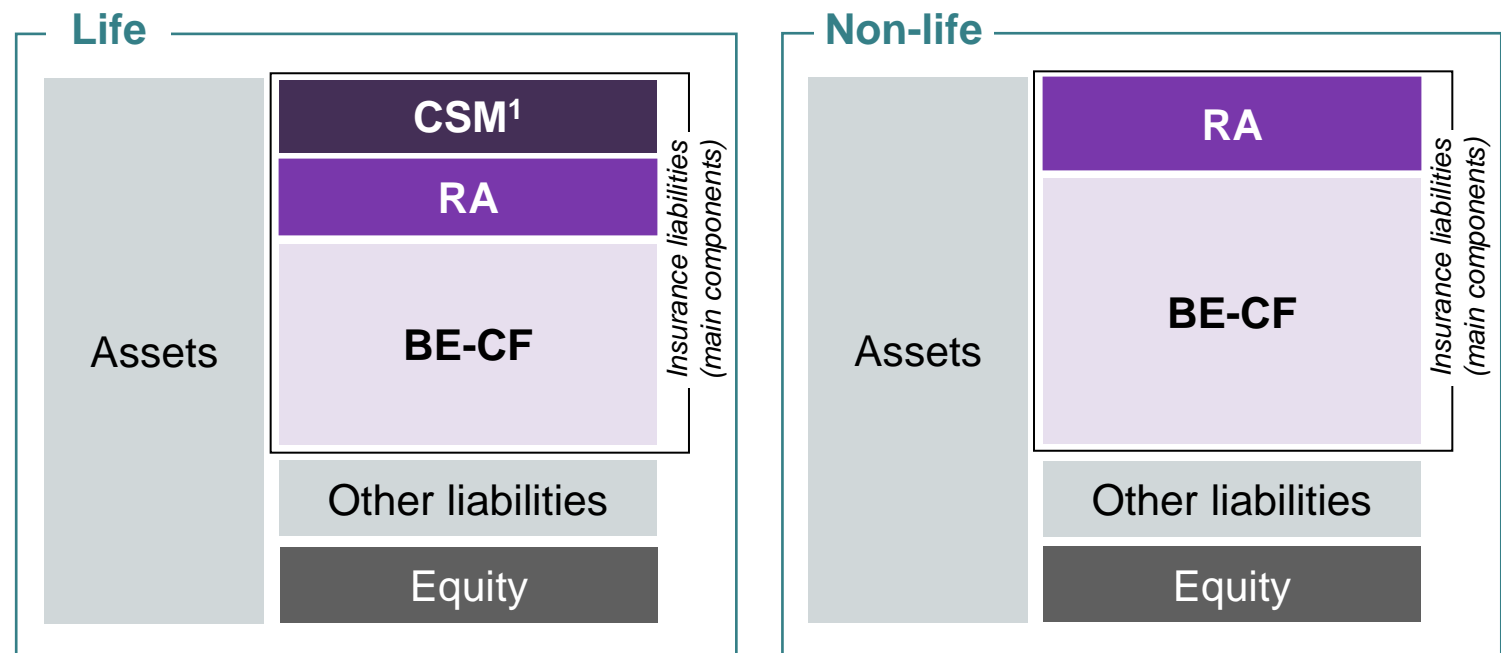 Life
Assets
CSM¹
RA
BE-CF
Insurance liabilities
(main components)
Other liabilities
Equity
Non-life
Assets
RA
BE-CF
Insurance liabilities
(main components)
Other liabilities
Equity